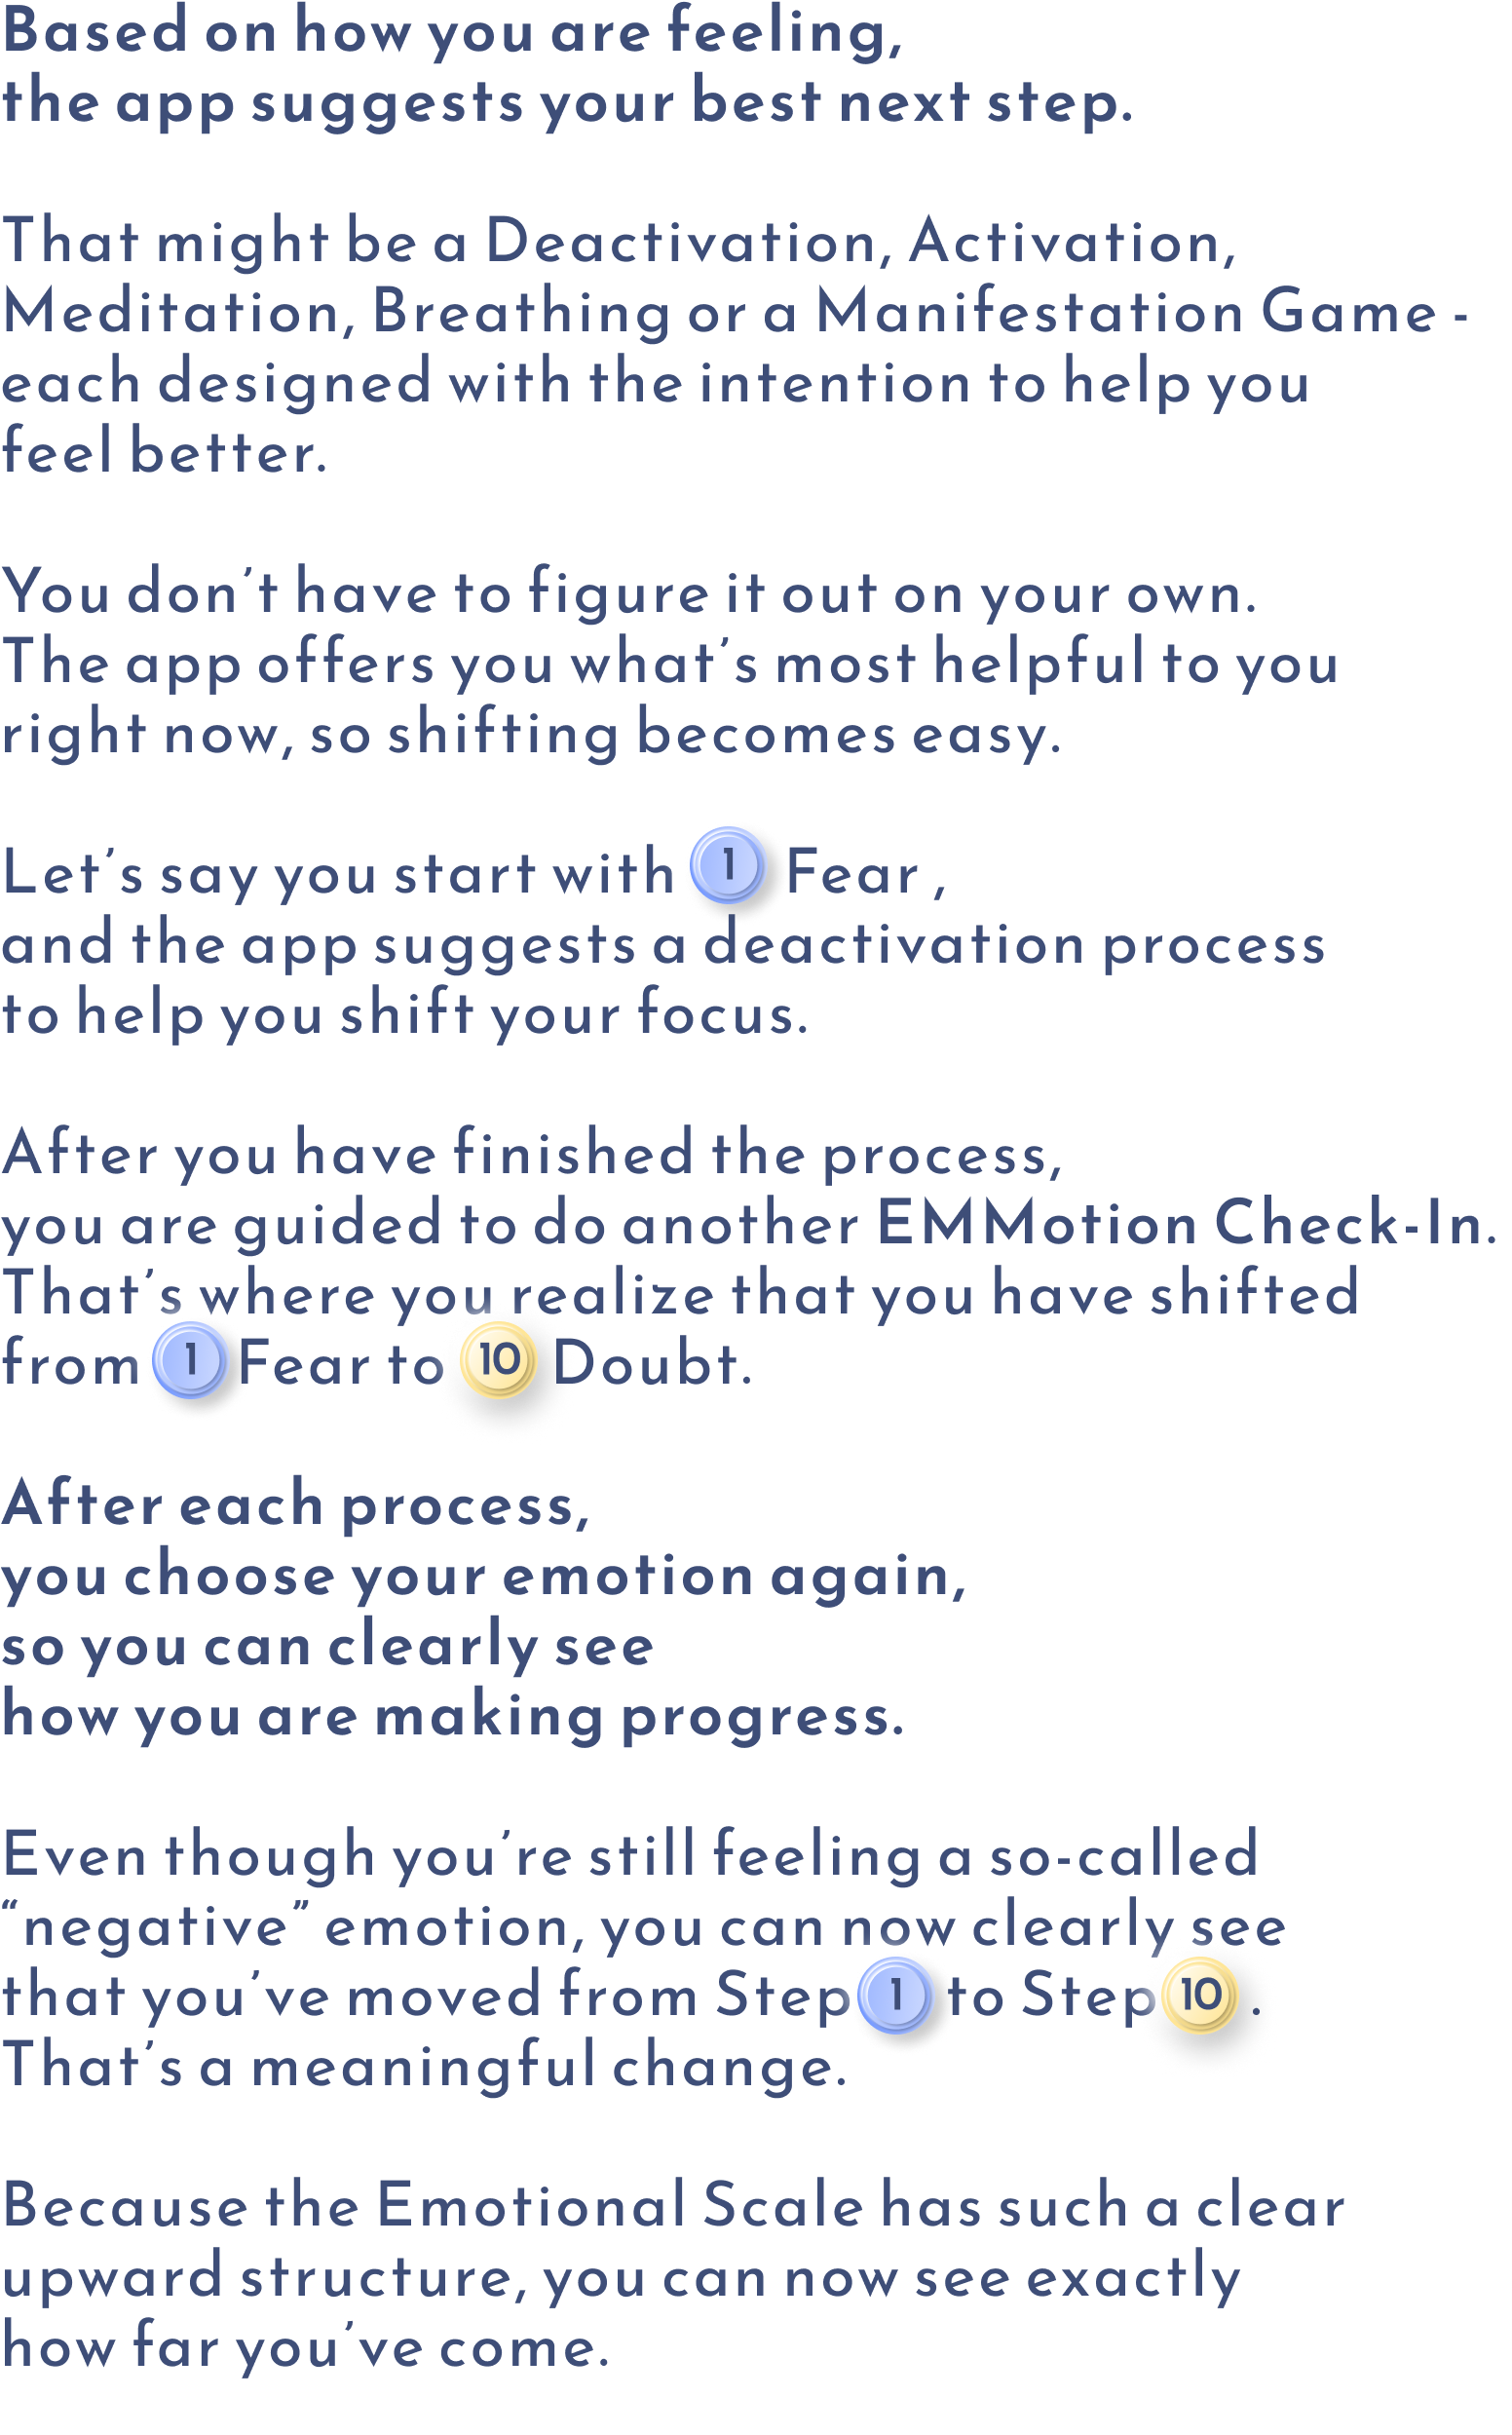 Based on how you are feeling,
the app suggests your best next step.
That might be a Deactivation, Activation,
Meditation, Breathing or a Manifestation Game -
each designed with the intention to help you
feel better.
You don’t have to figure it out on your own.
The app offers you what’s most helpful to you
right now, so shifting becomes easy.
Let’s say you start with 1 Fear ,
and the app suggests a deactivation process
to help you shift your focus.
After you have finished the process,
you are guided to do another EMMotion Check-In.
That’s where you realize that you have shifted
from 1 Fear to 10 Doubt.
After each process,
you choose your emotion again,
so you can clearly see
how you are making progress.
Even though you’re still feeling a so-called
“negative” emotion, you can now clearly see
that you’ve moved from Step 1 to Step 10 .
That’s a meaningful change.
Because the Emotional Scale has such a clear
upward structure, you can now see exactly
how far you’ve come.